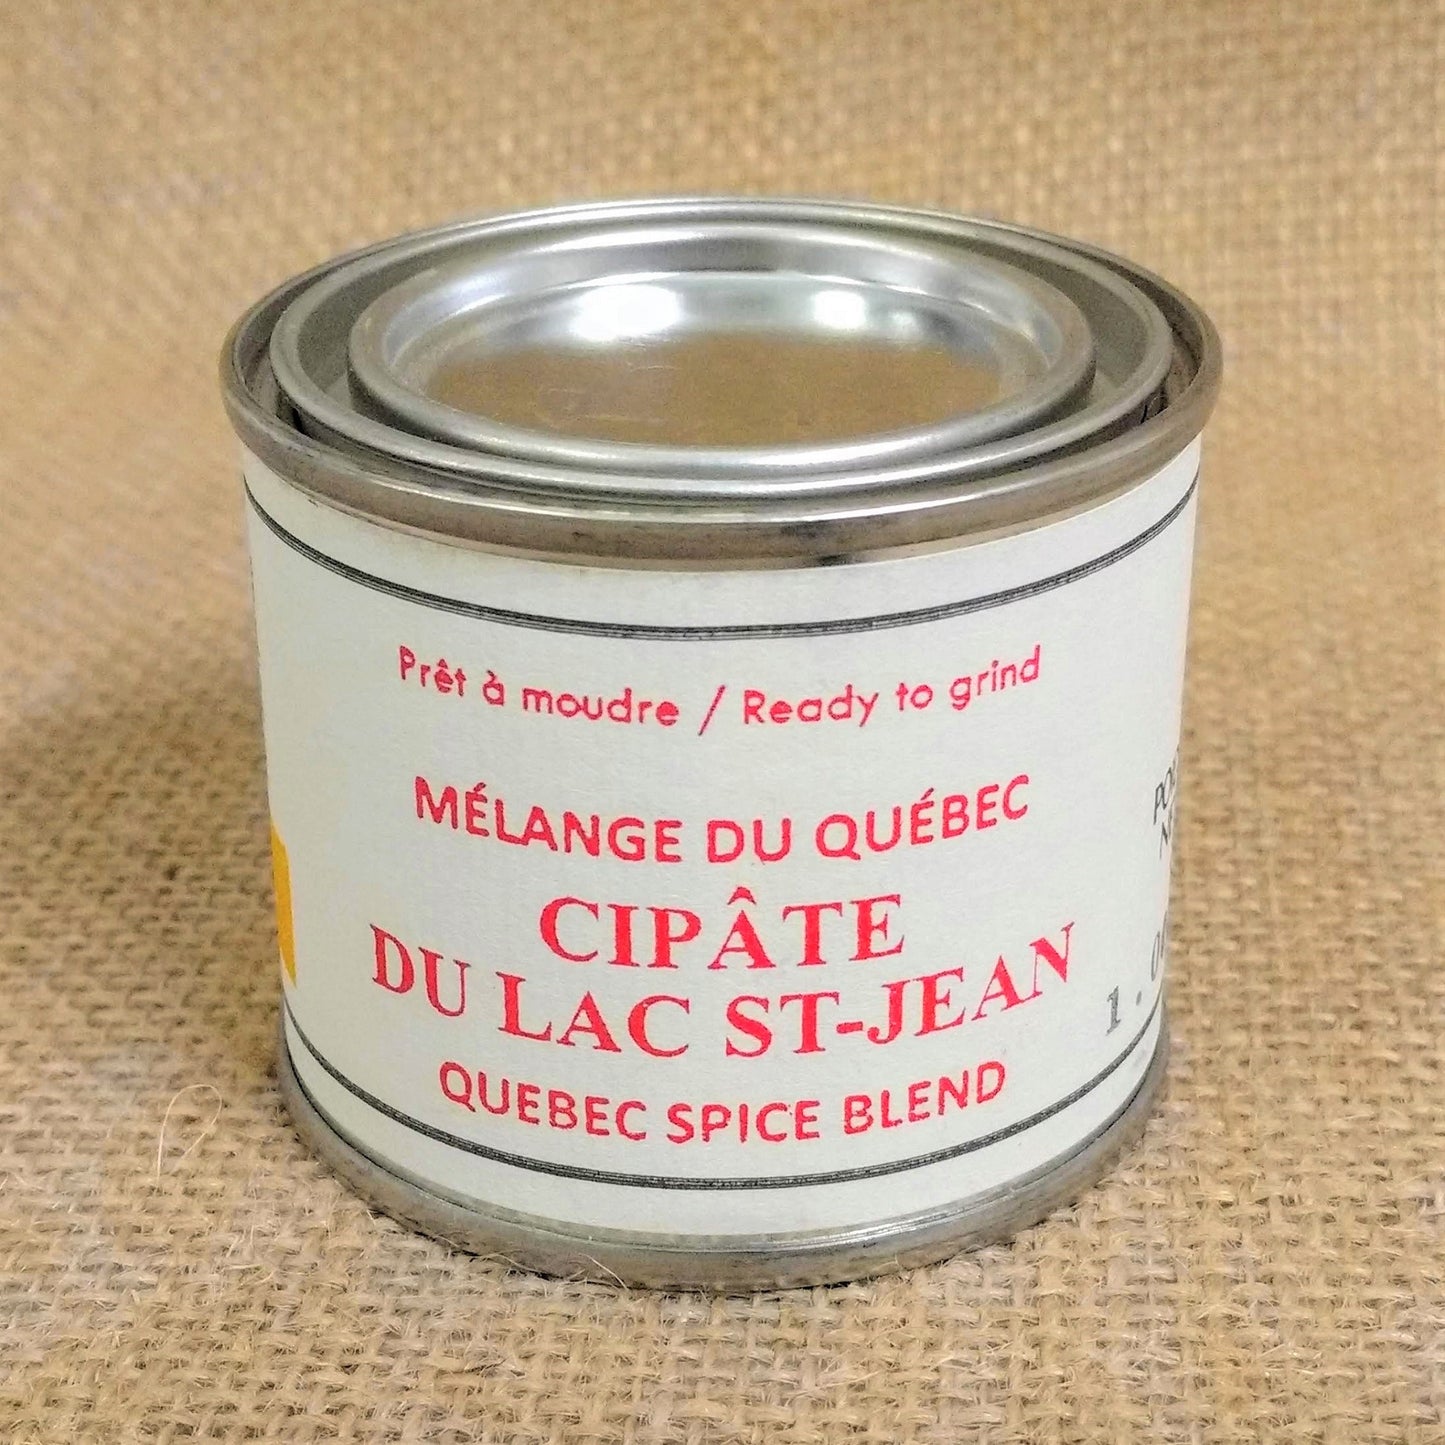 Prêt à moudre / Ready to grind
MÉLANGE DU QUÉBEC
CIPÂTE
DU LAC ST-JEAN
QUEBEC SPICE BLEND